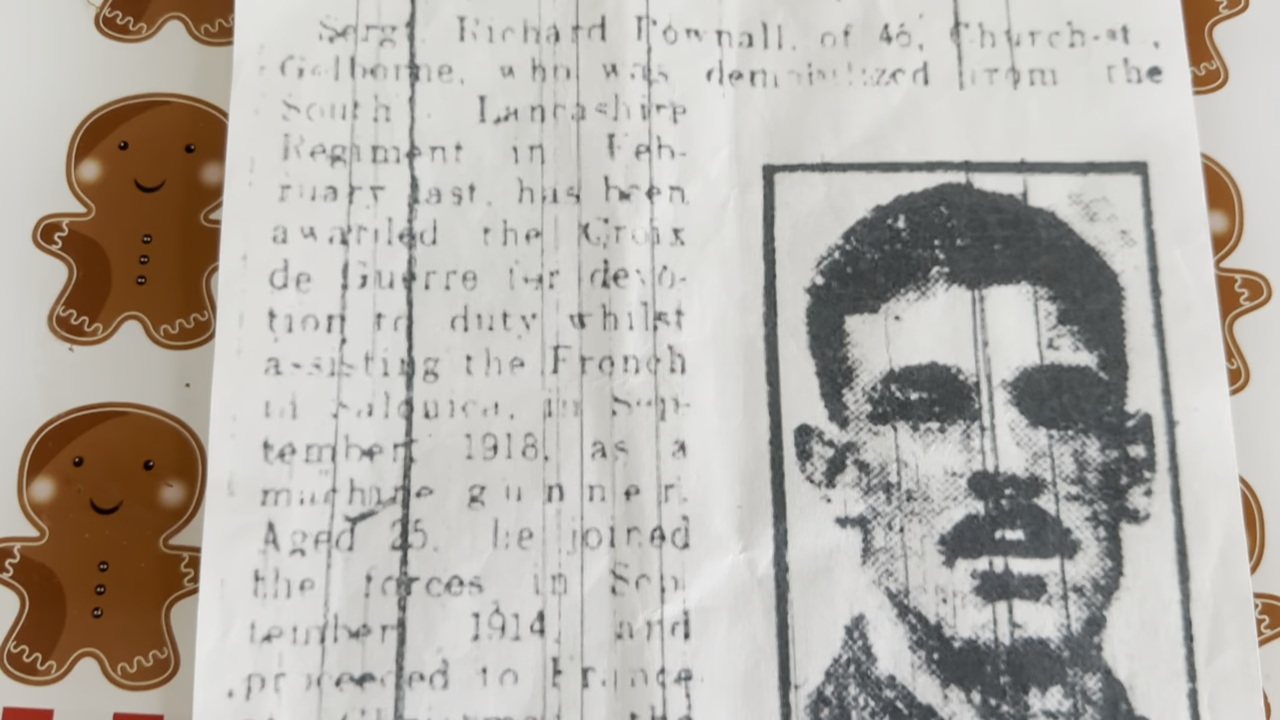 Sergt. Richard Pownall, of 46, Church-st.,
Golborne, who was demobilized from the
South Lancashire
Regiment in Feb-
ruary last, has been
awarded the Croix
de Guerre for devo-
tion to duty whilst
assisting the French
in Salonica, in Sep-
tember 1918, as a
machine gunner.
Aged 25, he joined
the forces in Sep-
tember 1914, and
proceeded to France
the